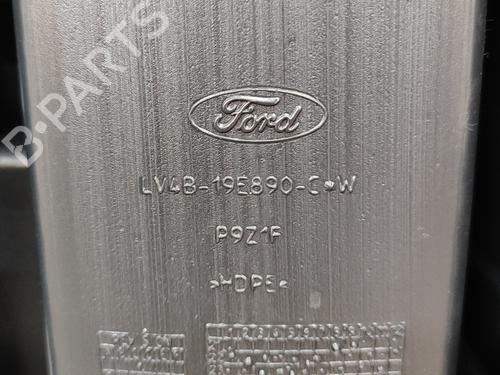 B-PARTS
Ford
LV4B-19E890-C•W
P9Z1F
>HDPE<